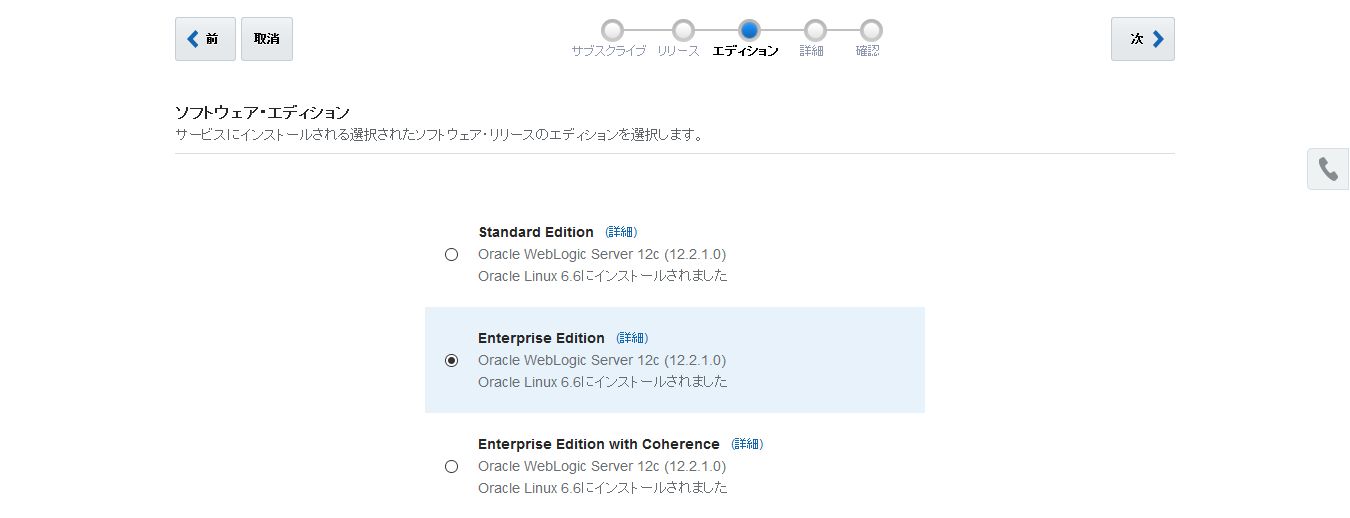 前 取消
サブスクライブ リリース エディション 詳細 確認
次
ソフトウェア・エディション
サービスにインストールされる選択されたソフトウェア・リリースのエディションを選択します。
Standard Edition (詳細)
Oracle WebLogic Server 12c (12.2.1.0)
Oracle Linux 6.6にインストールされました
Enterprise Edition (詳細)
Oracle WebLogic Server 12c (12.2.1.0)
Oracle Linux 6.6にインストールされました
Enterprise Edition with Coherence (詳細)
Oracle WebLogic Server 12c (12.2.1.0)
Oracle Linux 6.6にインストールされました